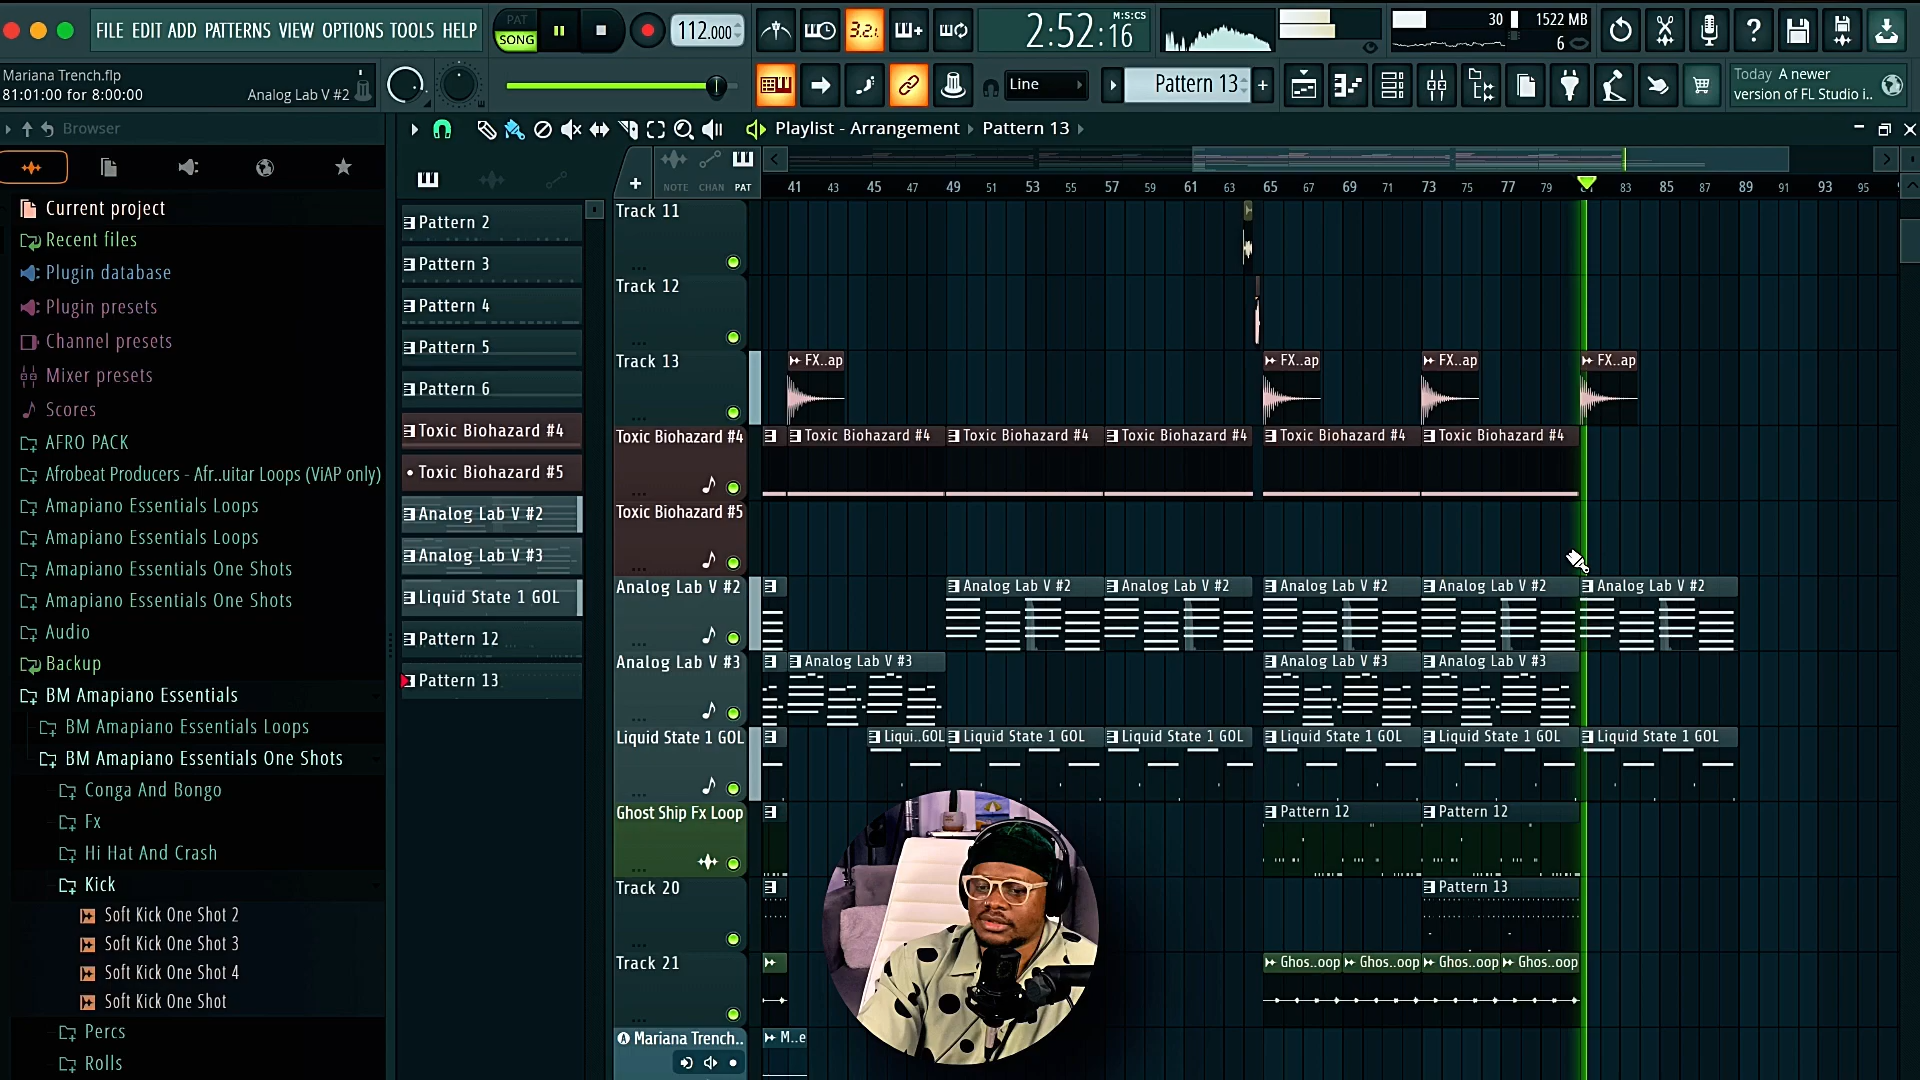 FILE EDIT ADD PATTERNS VIEW OPTIONS TOOLS HELP
PAT
SONG
112.000
3.2.
2:52:16
M:S:CS
30
1522 MB
6
Mariana Trench.flp
81:01:00 for 8:00:00
Analog Lab V #2
Line
Pattern 13
Today A newer
version of FL Studio i..
Browser
Playlist - Arrangement
Pattern 13
NOTE CHAN PAT
41 43 45 47 49 51 53 55 57 59 61 63 65 67 69 71 73 75 77 79 81 83 85 87 89 91 93 95
Current project
Recent files
Plugin database
Plugin presets
Channel presets
Mixer presets
Scores
AFRO PACK
Afrobeat Producers - Afr..uitar Loops (ViAP only)
Amapiano Essentials Loops
Amapiano Essentials Loops
Amapiano Essentials One Shots
Amapiano Essentials One Shots
Audio
Backup
BM Amapiano Essentials
BM Amapiano Essentials Loops
BM Amapiano Essentials One Shots
Conga And Bongo
Fx
Hi Hat And Crash
Kick
Soft Kick One Shot 2
Soft Kick One Shot 3
Soft Kick One Shot 4
Soft Kick One Shot
Percs
Rolls
Pattern 2
Pattern 3
Pattern 4
Pattern 5
Pattern 6
Toxic Biohazard #4
Toxic Biohazard #5
Analog Lab V #2
Analog Lab V #3
Liquid State 1 GOL
Pattern 12
Pattern 13
Track 11
Track 12
Track 13
FX..ap FX..ap FX..ap FX..ap
Toxic Biohazard #4
Toxic Biohazard #4 Toxic Biohazard #4 Toxic Biohazard #4 Toxic Biohazard #4 Toxic Biohazard #4
Toxic Biohazard #5
Analog Lab V #2
Analog Lab V #2 Analog Lab V #2 Analog Lab V #2 Analog Lab V #2 Analog Lab V #2
Analog Lab V #3
Analog Lab V #3 Analog Lab V #3 Analog Lab V #3
Liquid State 1 GOL
Liqui..GOL Liquid State 1 GOL Liquid State 1 GOL Liquid State 1 GOL Liquid State 1 GOL Liquid State 1 GOL
Ghost Ship Fx Loop
Pattern 12 Pattern 12
Track 20
Pattern 13
Track 21
Ghos..oop Ghos..oop Ghos..oop Ghos..oop
Mariana Trench..
M..e